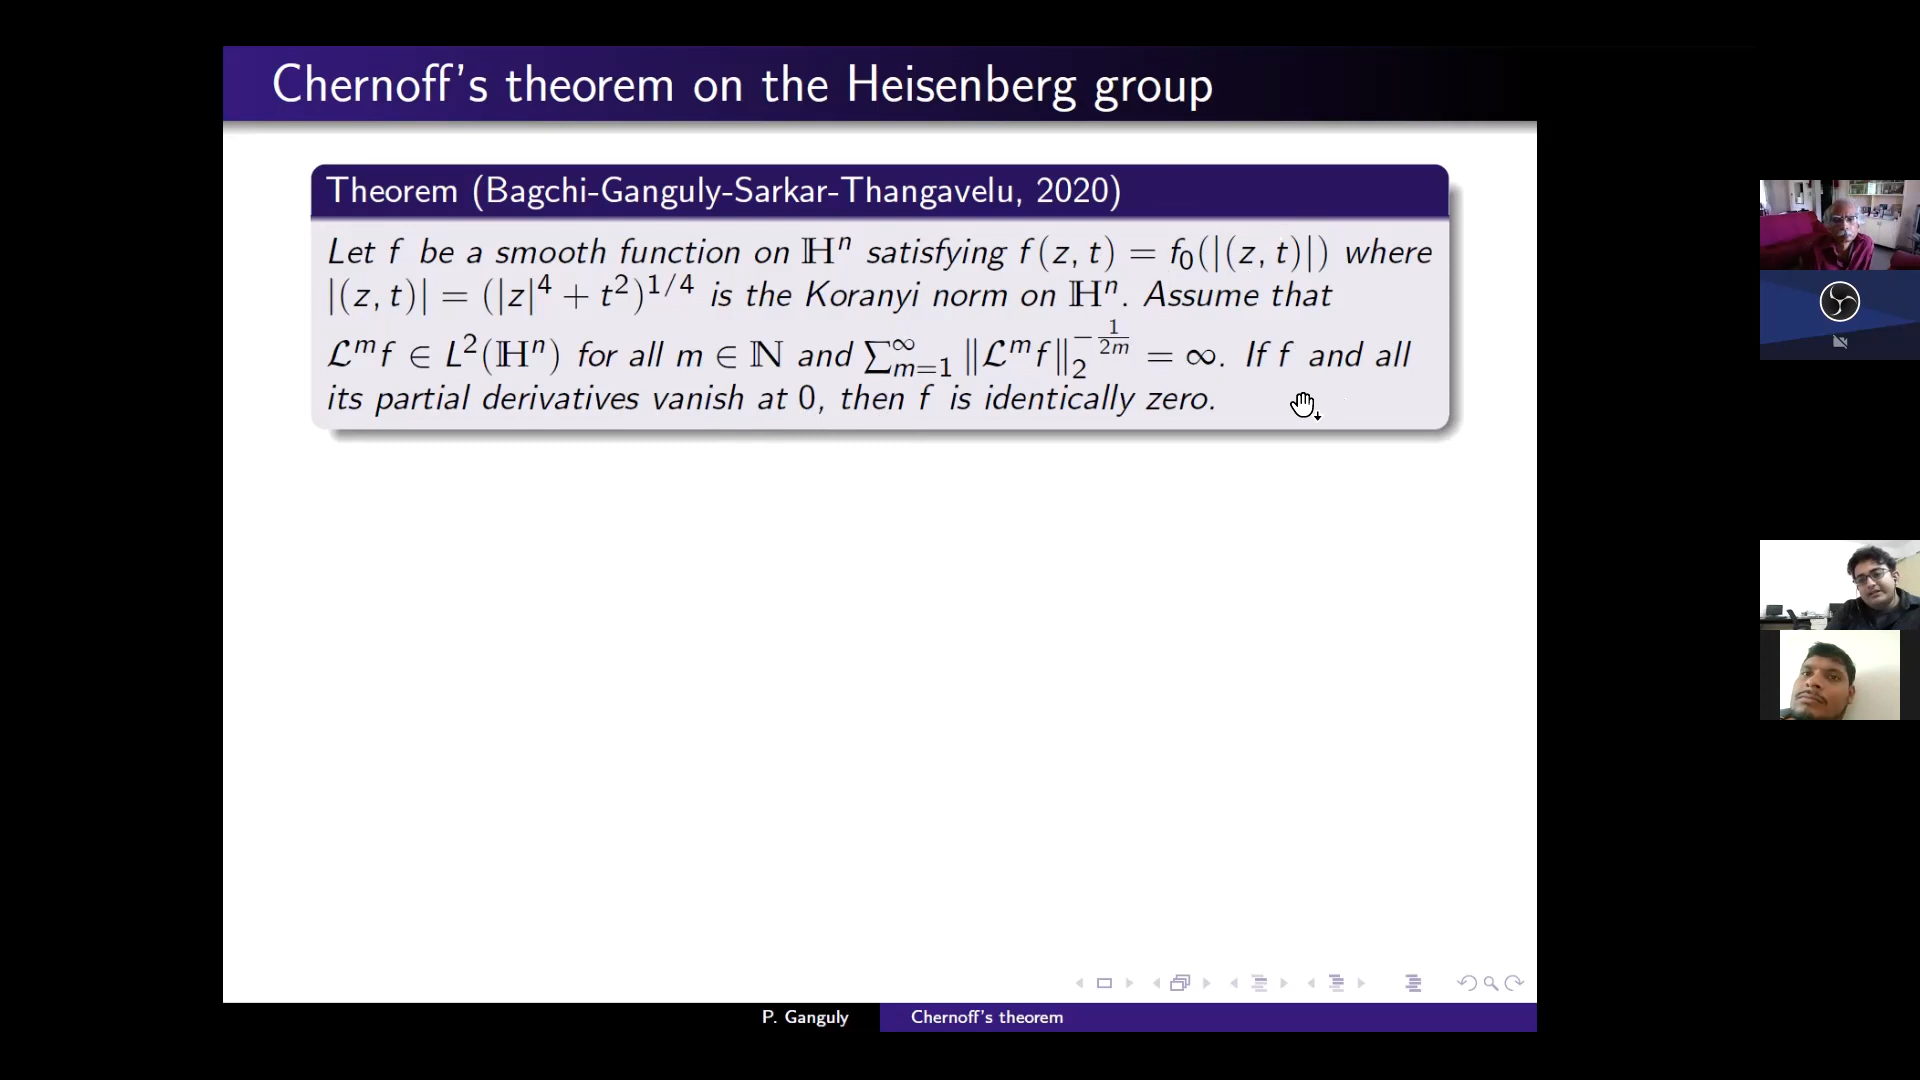 Chernoff's theorem on the Heisenberg group
Theorem (Bagchi-Ganguly-Sarkar-Thangavelu, 2020)
Let f be a smooth function on ℍⁿ satisfying f(z, t) = f₀(|(z, t)|) where
|(z, t)| = (|z|⁴ + t²)^{1/4} is the Koranyi norm on ℍⁿ. Assume that
ℒᵐf ∈ L²(ℍⁿ) for all m ∈ ℕ and ∑_{m=1}^{∞} ‖ℒᵐf‖₂^{-1/(2m)} = ∞. If f and all
its partial derivatives vanish at 0, then f is identically zero.
P. Ganguly
Chernoff's theorem